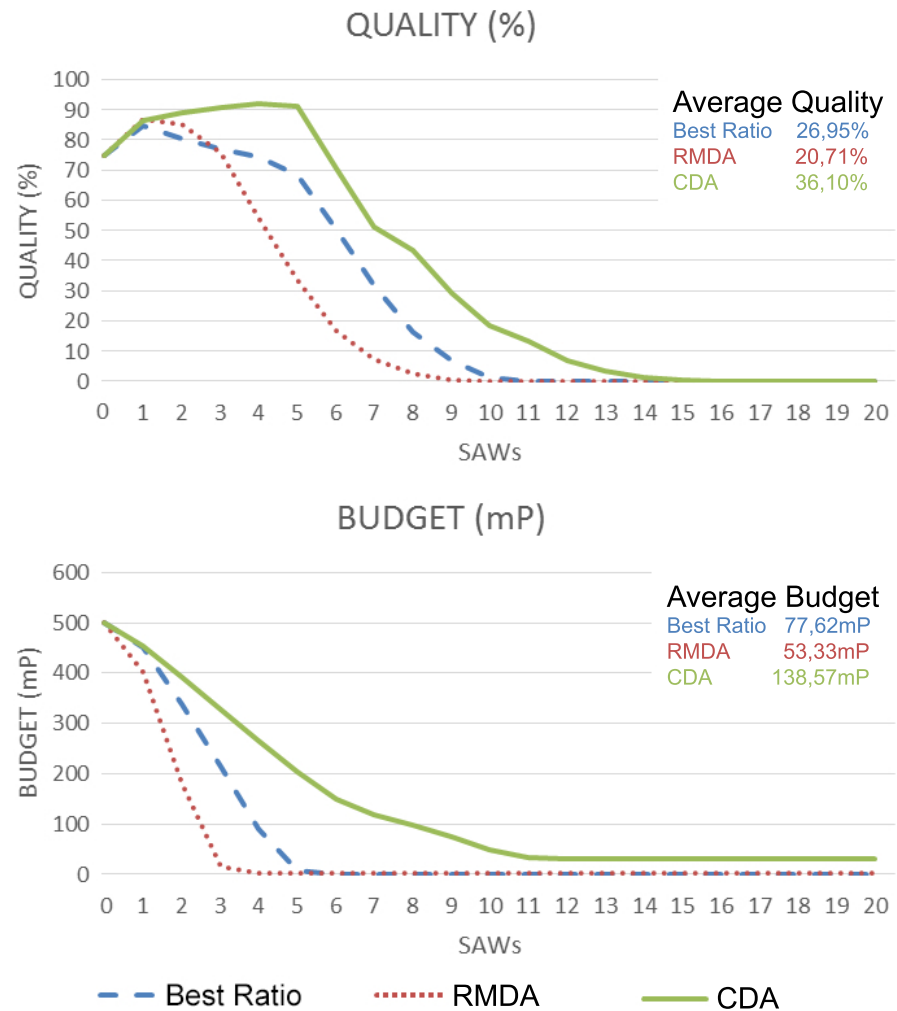 QUALITY (%)
100
90
80
70
60
50
40
30
20
10
0
QUALITY (%)
Average Quality
Best Ratio 26,95%
RMDA 20,71%
CDA 36,10%
0 1 2 3 4 5 6 7 8 9 10 11 12 13 14 15 16 17 18 19 20
SAWs
BUDGET (mP)
600
500
400
300
200
100
0
BUDGET (mP)
Average Budget
Best Ratio 77,62mP
RMDA 53,33mP
CDA 138,57mP
0 1 2 3 4 5 6 7 8 9 10 11 12 13 14 15 16 17 18 19 20
SAWs
Best Ratio RMDA CDA